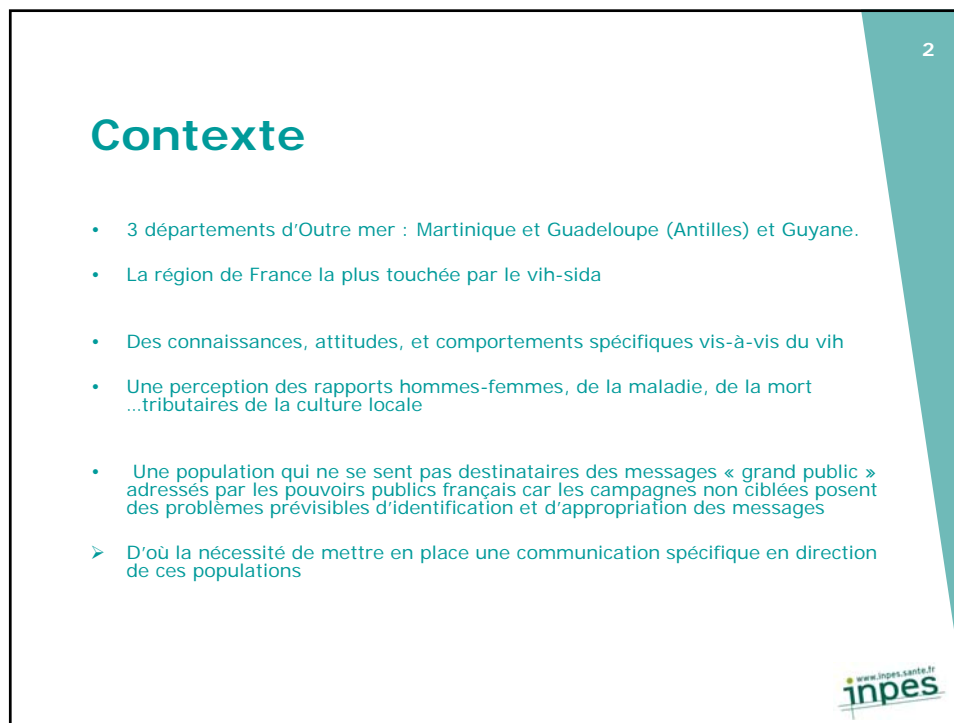 2
Contexte
• 3 départements d'Outre mer : Martinique et Guadeloupe (Antilles) et Guyane.
• La région de France la plus touchée par le vih-sida
• Des connaissances, attitudes, et comportements spécifiques vis-à-vis du vih
• Une perception des rapports hommes-femmes, de la maladie, de la mort
...tributaires de la culture locale
• Une population qui ne se sent pas destinataires des messages « grand public »
adressés par les pouvoirs publics français car les campagnes non ciblées posent
des problèmes prévisibles d'identification et d'appropriation des messages
➢ D'où la nécessité de mettre en place une communication spécifique en direction
de ces populations
www.inpes.sante.fr
inpes